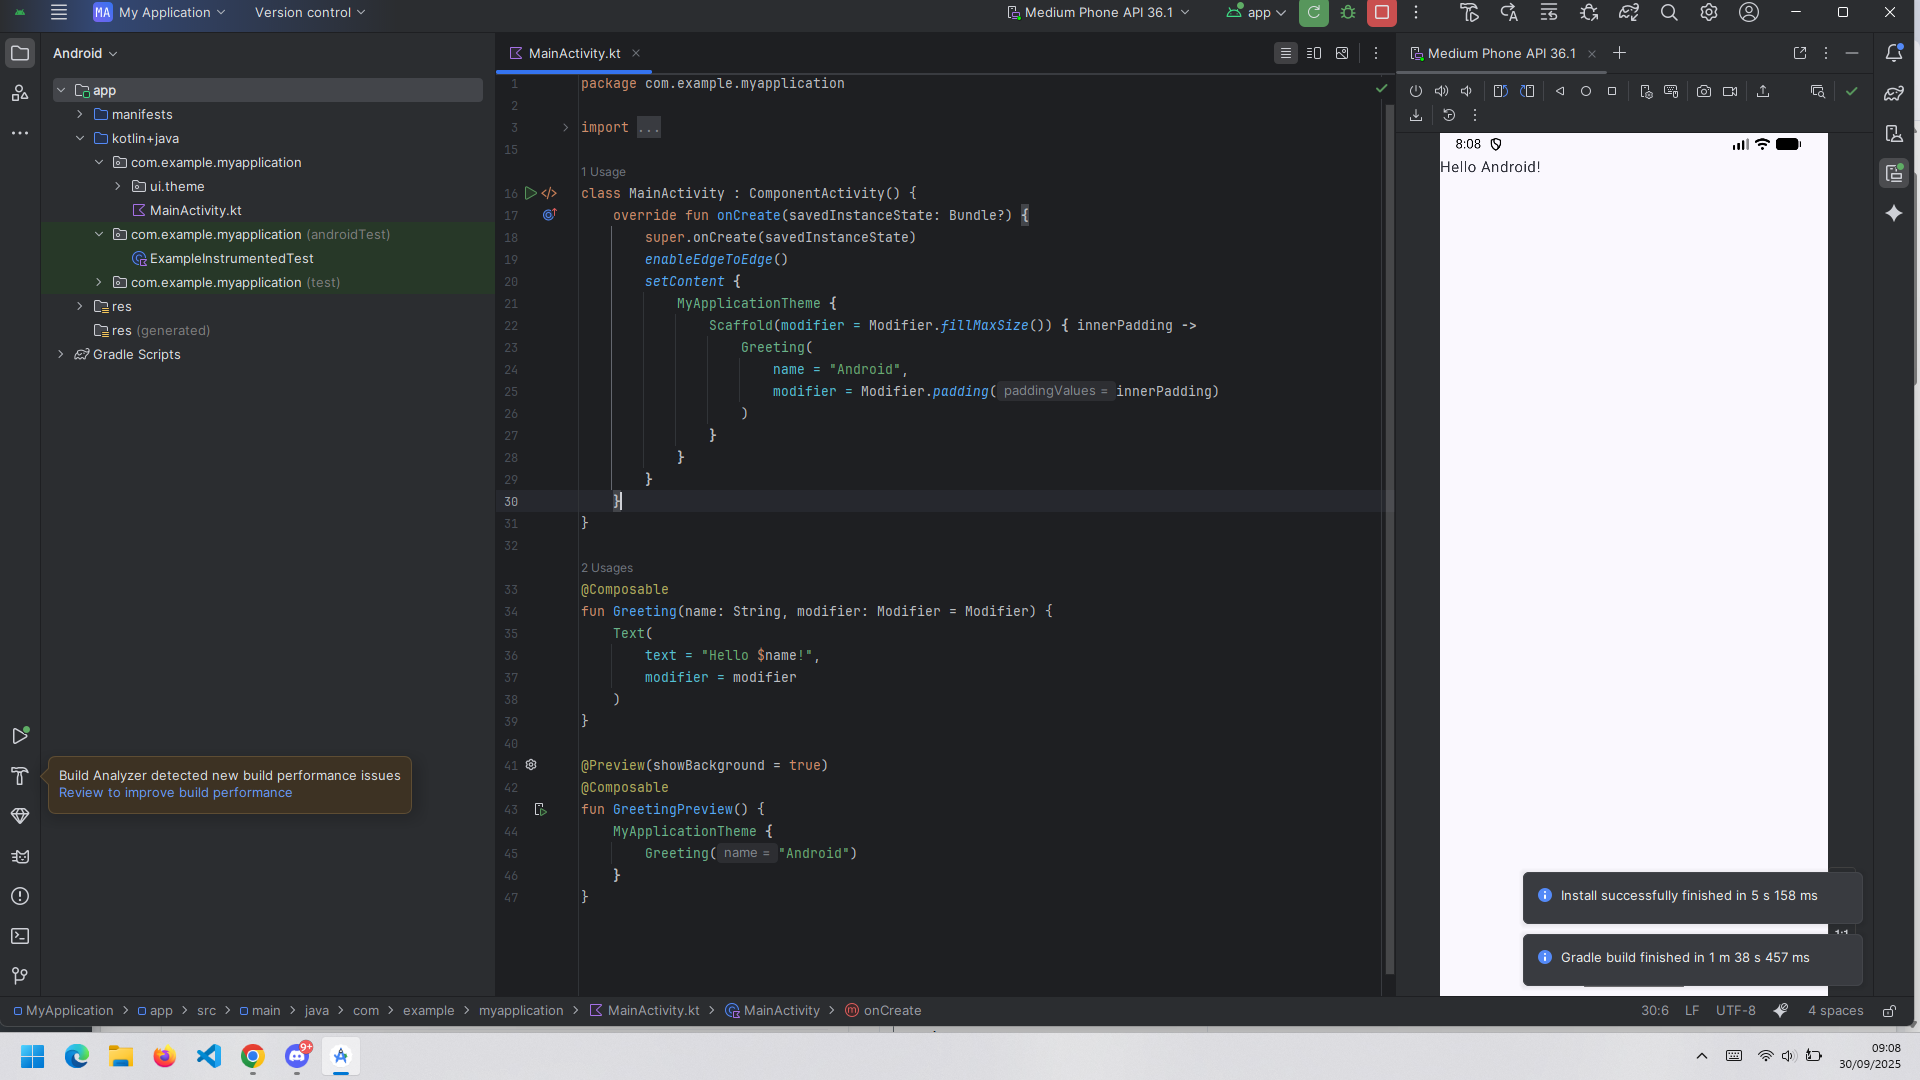 MA My Application
Version control
Medium Phone API 36.1
app
Android
MainActivity.kt
Medium Phone API 36.1
app
manifests
kotlin+java
com.example.myapplication
ui.theme
MainActivity.kt
com.example.myapplication (androidTest)
ExampleInstrumentedTest
com.example.myapplication (test)
res
res (generated)
Gradle Scripts
1 package com.example.myapplication
2
3 import ...
15
1 Usage
16 class MainActivity : ComponentActivity() {
17 override fun onCreate(savedInstanceState: Bundle?) {
18 super.onCreate(savedInstanceState)
19 enableEdgeToEdge()
20 setContent {
21 MyApplicationTheme {
22 Scaffold(modifier = Modifier.fillMaxSize()) { innerPadding ->
23 Greeting(
24 name = "Android",
25 modifier = Modifier.padding( paddingValues = innerPadding)
26 )
27 }
28 }
29 }
30 }
31 }
32
2 Usages
33 @Composable
34 fun Greeting(name: String, modifier: Modifier = Modifier) {
35 Text(
36 text = "Hello $name!",
37 modifier = modifier
38 )
39 }
40
41 @Preview(showBackground = true)
42 @Composable
43 fun GreetingPreview() {
44 MyApplicationTheme {
45 Greeting( name = "Android")
46 }
47 }
8:08
Hello Android!
Build Analyzer detected new build performance issues
Review to improve build performance
Install successfully finished in 5 s 158 ms
Gradle build finished in 1 m 38 s 457 ms
MyApplication > app > src > main > java > com > example > myapplication > MainActivity.kt > MainActivity > onCreate
30:6 LF UTF-8 4 spaces
9+
09:08
30/09/2025